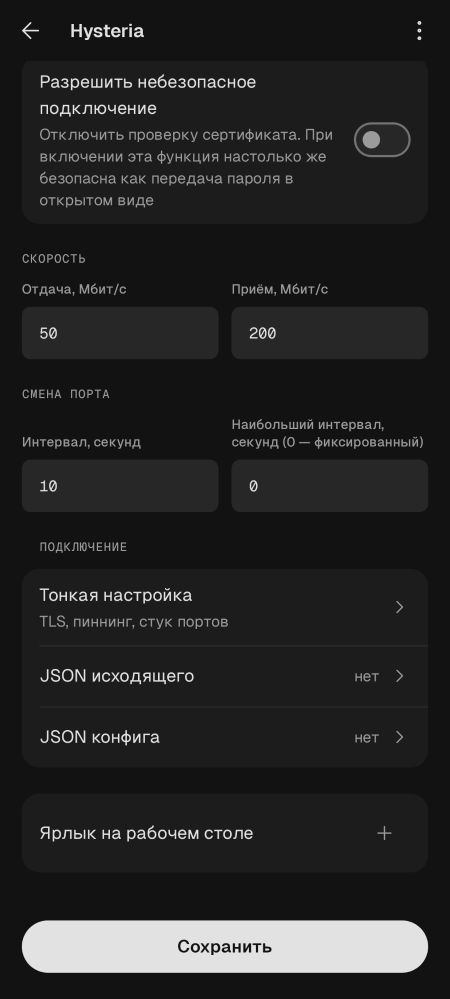 Hysteria
Разрешить небезопасное
подключение
Отключить проверку сертификата. При
включении эта функция настолько же
безопасна как передача пароля в
открытом виде
СКОРОСТЬ
Отдача, Мбит/с
Приём, Мбит/с
50
200
СМЕНА ПОРТА
Интервал, секунд
Наибольший интервал,
секунд (0 — фиксированный)
10
0
ПОДКЛЮЧЕНИЕ
Тонкая настройка
TLS, пиннинг, стук портов
JSON исходящего
нет
JSON конфига
нет
Ярлык на рабочем столе
Сохранить